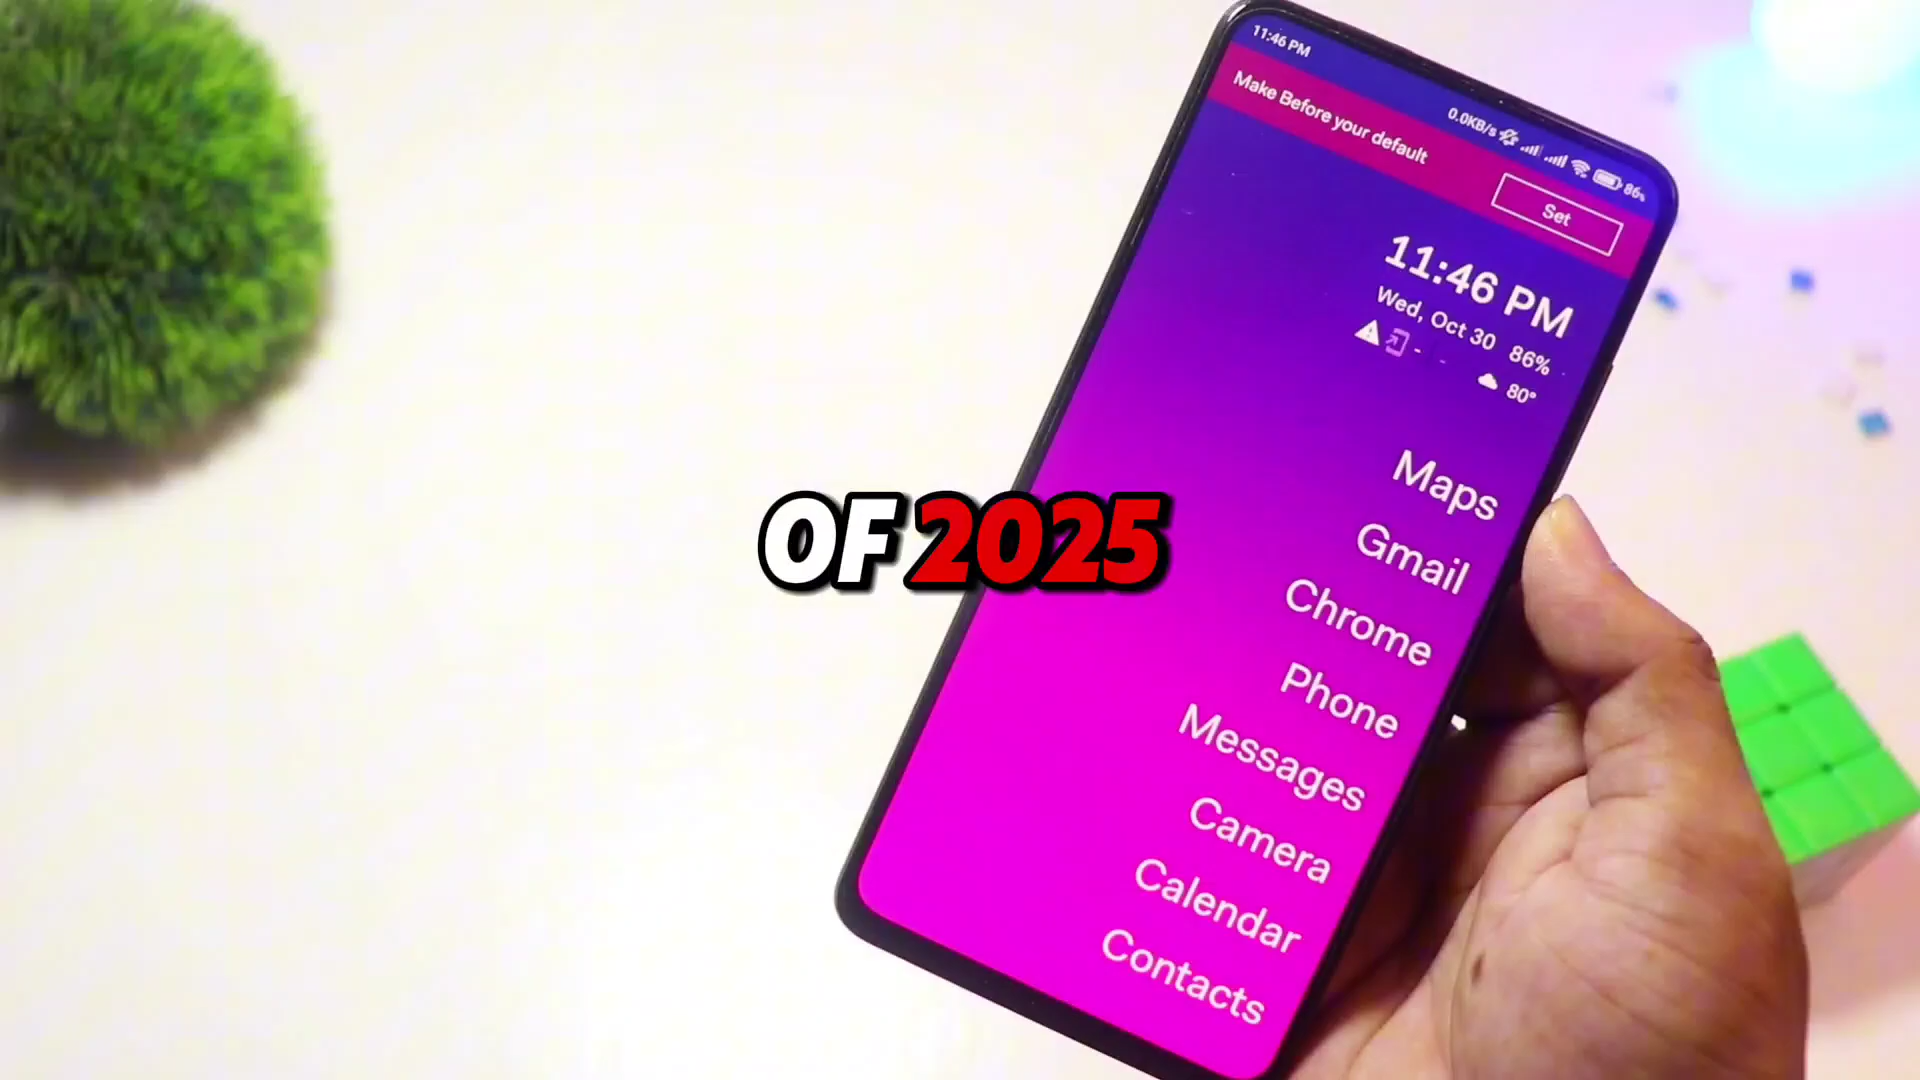 11:46 PM
0.0KB/s 86%
Make Before your default
Set
11:46 PM
Wed, Oct 30 86%
80°
Maps
Gmail
Chrome
OF 2025
Phone
Messages
Camera
Calendar
Contacts